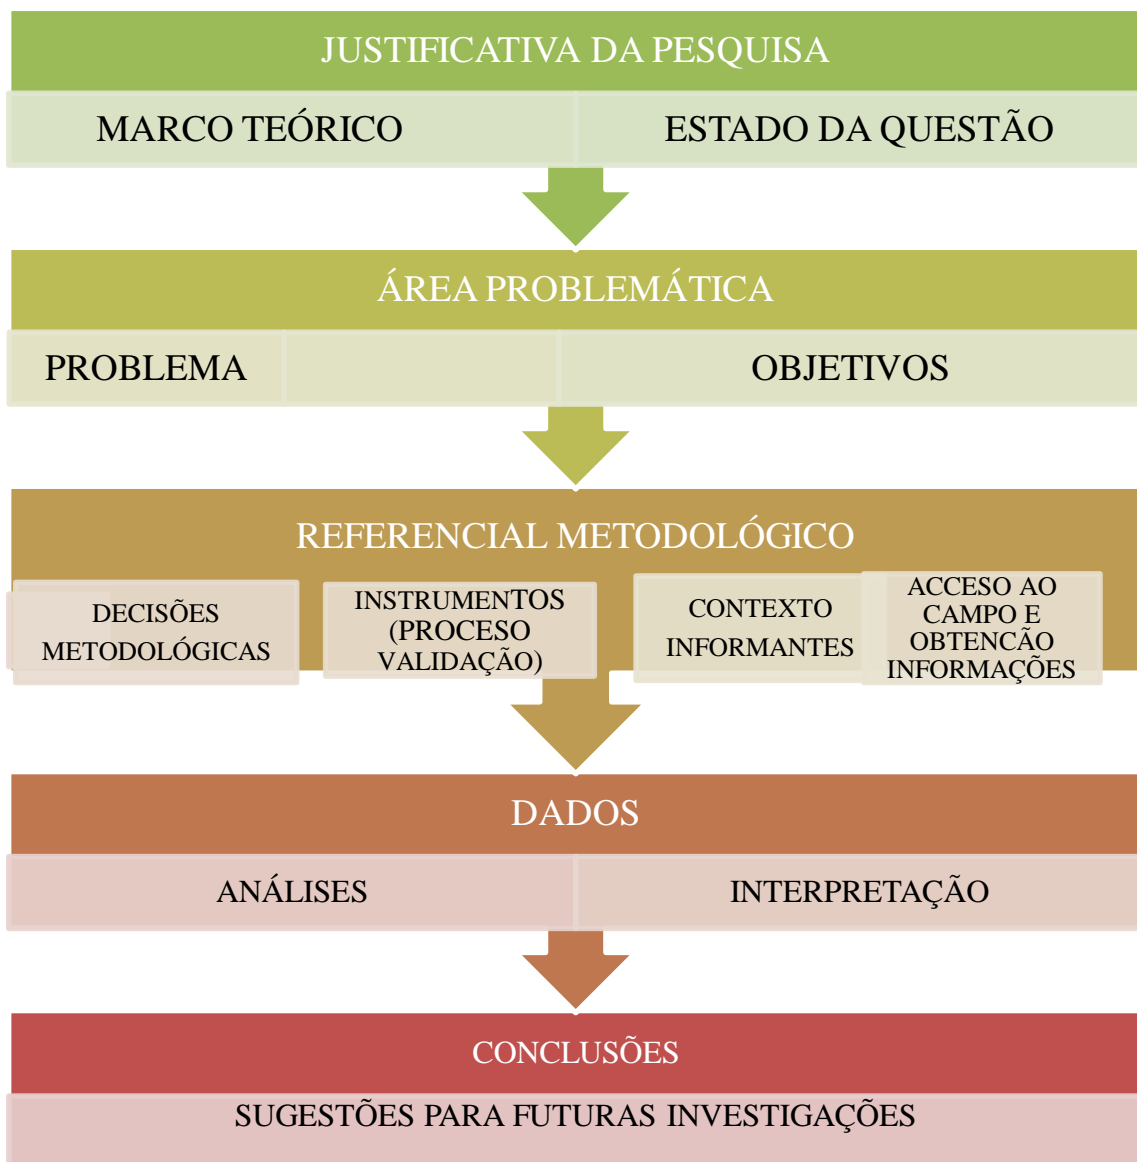 JUSTIFICATIVA DA PESQUISA
MARCO TEÓRICO
ESTADO DA QUESTÃO
ÁREA PROBLEMÁTICA
PROBLEMA
OBJETIVOS
REFERENCIAL METODOLÓGICO
DECISÕES
METODOLÓGICAS
INSTRUMENTOS
(PROCESO
VALIDAÇÃO)
CONTEXTO
INFORMANTES
ACCESO AO
CAMPO E
OBTENCÃO
INFORMAÇÕES
DADOS
ANÁLISES
INTERPRETAÇÃO
CONCLUSÕES
SUGESTÕES PARA FUTURAS INVESTIGAÇÕES